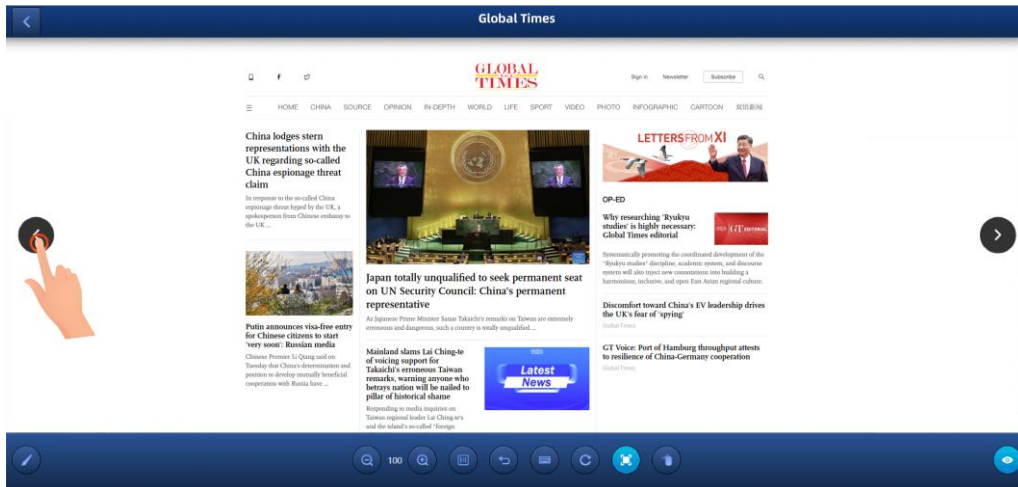 Global Times
GLOBAL
TIMES
Sign in Newsletter Subscribe
HOME CHINA SOURCE OPINION IN-DEPTH WORLD LIFE SPORT VIDEO PHOTO INFOGRAPHIC CARTOON 双语新闻
China lodges stern
representations with the
UK regarding so-called
China espionage threat
claim
In response to the so-called China
espionage threat hyped by the UK, a
spokesperson from Chinese embassy to
the UK ...
Putin announces visa-free entry
for Chinese citizens to start
'very soon': Russian media
Chinese Premier Li Qiang said on
Tuesday that China's determination and
position to develop mutually beneficial
cooperation with Russia have ...
Japan totally unqualified to seek permanent seat
on UN Security Council: China's permanent
representative
As Japanese Prime Minister Sanae Takaichi's remarks on Taiwan are extremely
erroneous and dangerous, such a country is totally unqualified ...
Mainland slams Lai Ching-te
of voicing support for
Takaichi's erroneous Taiwan
remarks, warning anyone who
betrays nation will be nailed to
pillar of historical shame
Responding to media inquiries on
Taiwan regional leader Lai Ching-te's
and the island's so-called "foreign
Latest
News
LETTERS FROM XI
OP-ED
Why researching 'Ryukyu
studies' is highly necessary:
Global Times editorial
GT EDITORIAL
Systematically promoting the coordinated development of the
"Ryukyu studies" discipline, academic system, and discourse
system will also inject new connotations into building a
harmonious, inclusive, and open East Asian regional culture.
Discomfort toward China's EV leadership drives
the UK's fear of 'spying'
Global Times
GT Voice: Port of Hamburg throughput attests
to resilience of China-Germany cooperation
Global Times
100